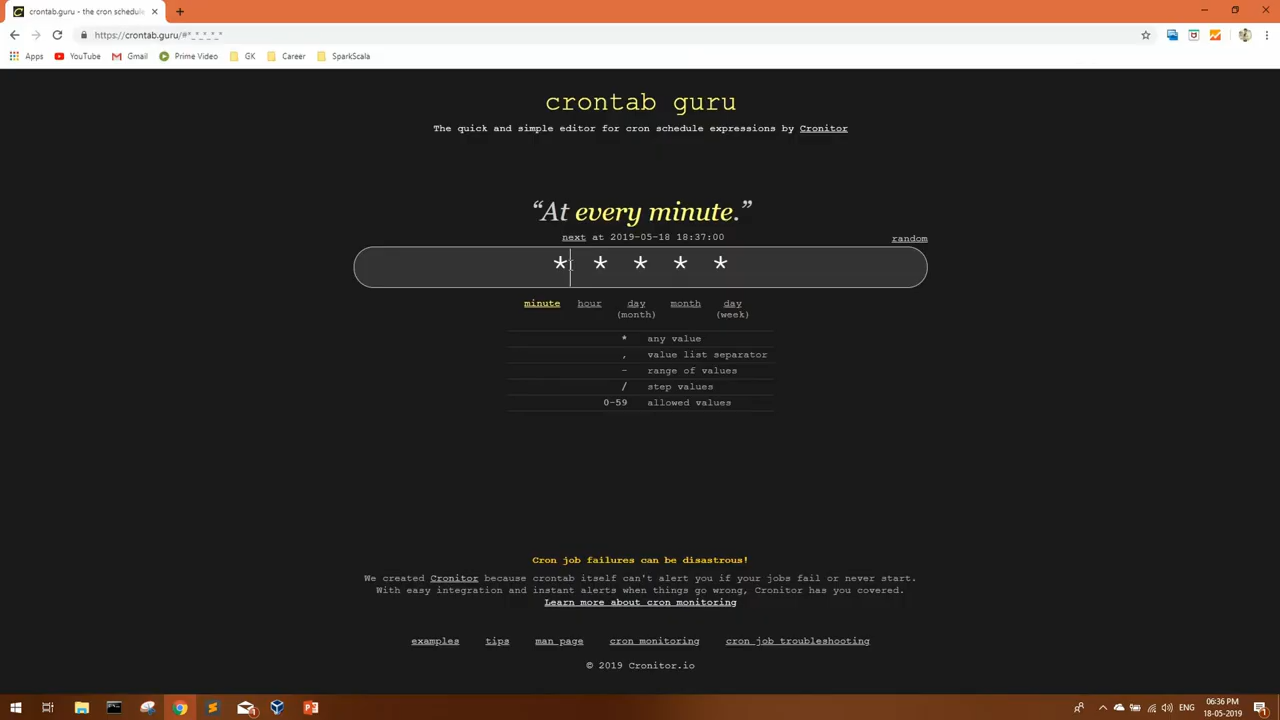 crontab.guru - the cron schedule
https://crontab.guru/#*_*_*_*_*
Apps YouTube Gmail Prime Video GK Career SparkScala
crontab guru
The quick and simple editor for cron schedule expressions by Cronitor
“At every minute.”
next at 2019-05-18 18:37:00
random
* * * * *
minute hour day month day
(month) (week)
* any value
, value list separator
- range of values
/ step values
0-59 allowed values
Cron job failures can be disastrous!
We created Cronitor because crontab itself can't alert you if your jobs fail or never start.
With easy integration and instant alerts when things go wrong, Cronitor has you covered.
Learn more about cron monitoring
examples tips man page cron monitoring cron job troubleshooting
© 2019 Cronitor.io
ENG
06:36 PM
18-05-2019